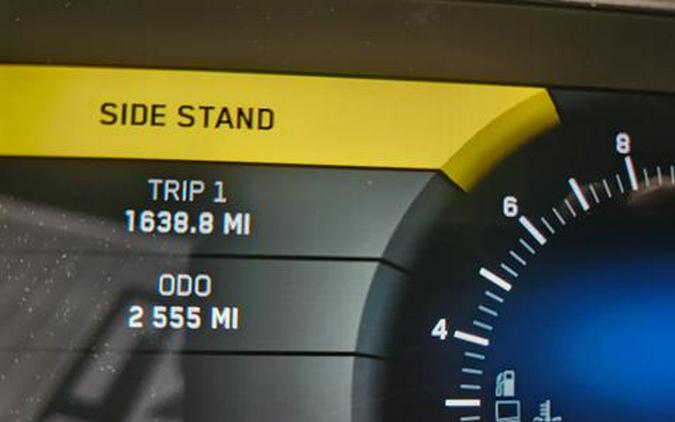 SIDE STAND
TRIP 1
1638.8 MI
ODO
2 555 MI
8
6
4